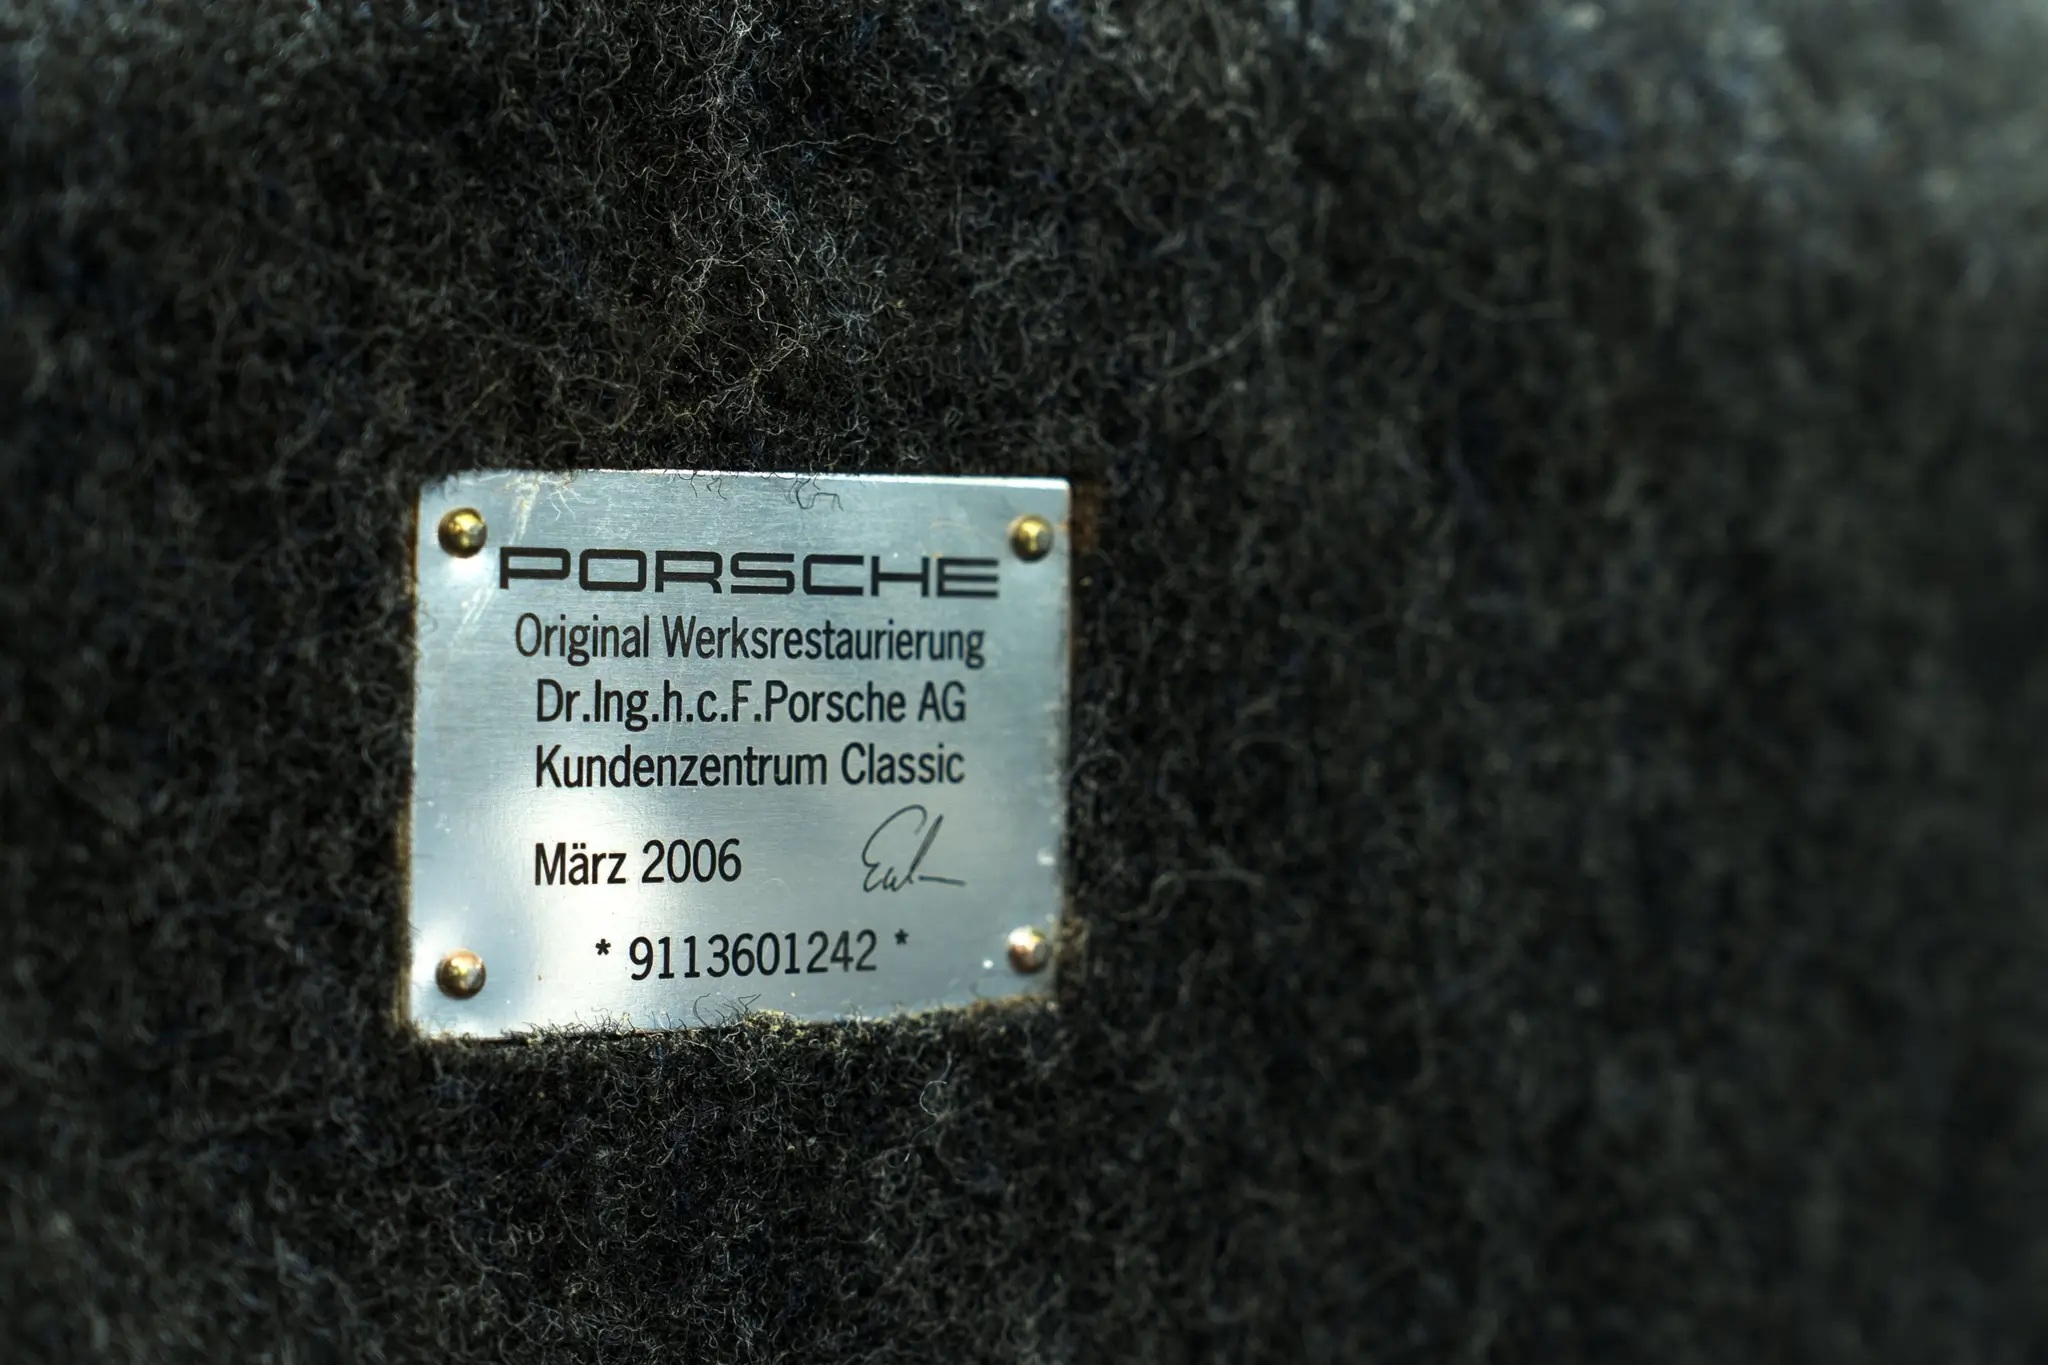 PORSCHE
Original Werksrestaurierung
Dr.Ing.h.c.F.Porsche AG
Kundenzentrum Classic
März 2006
* 9113601242 *